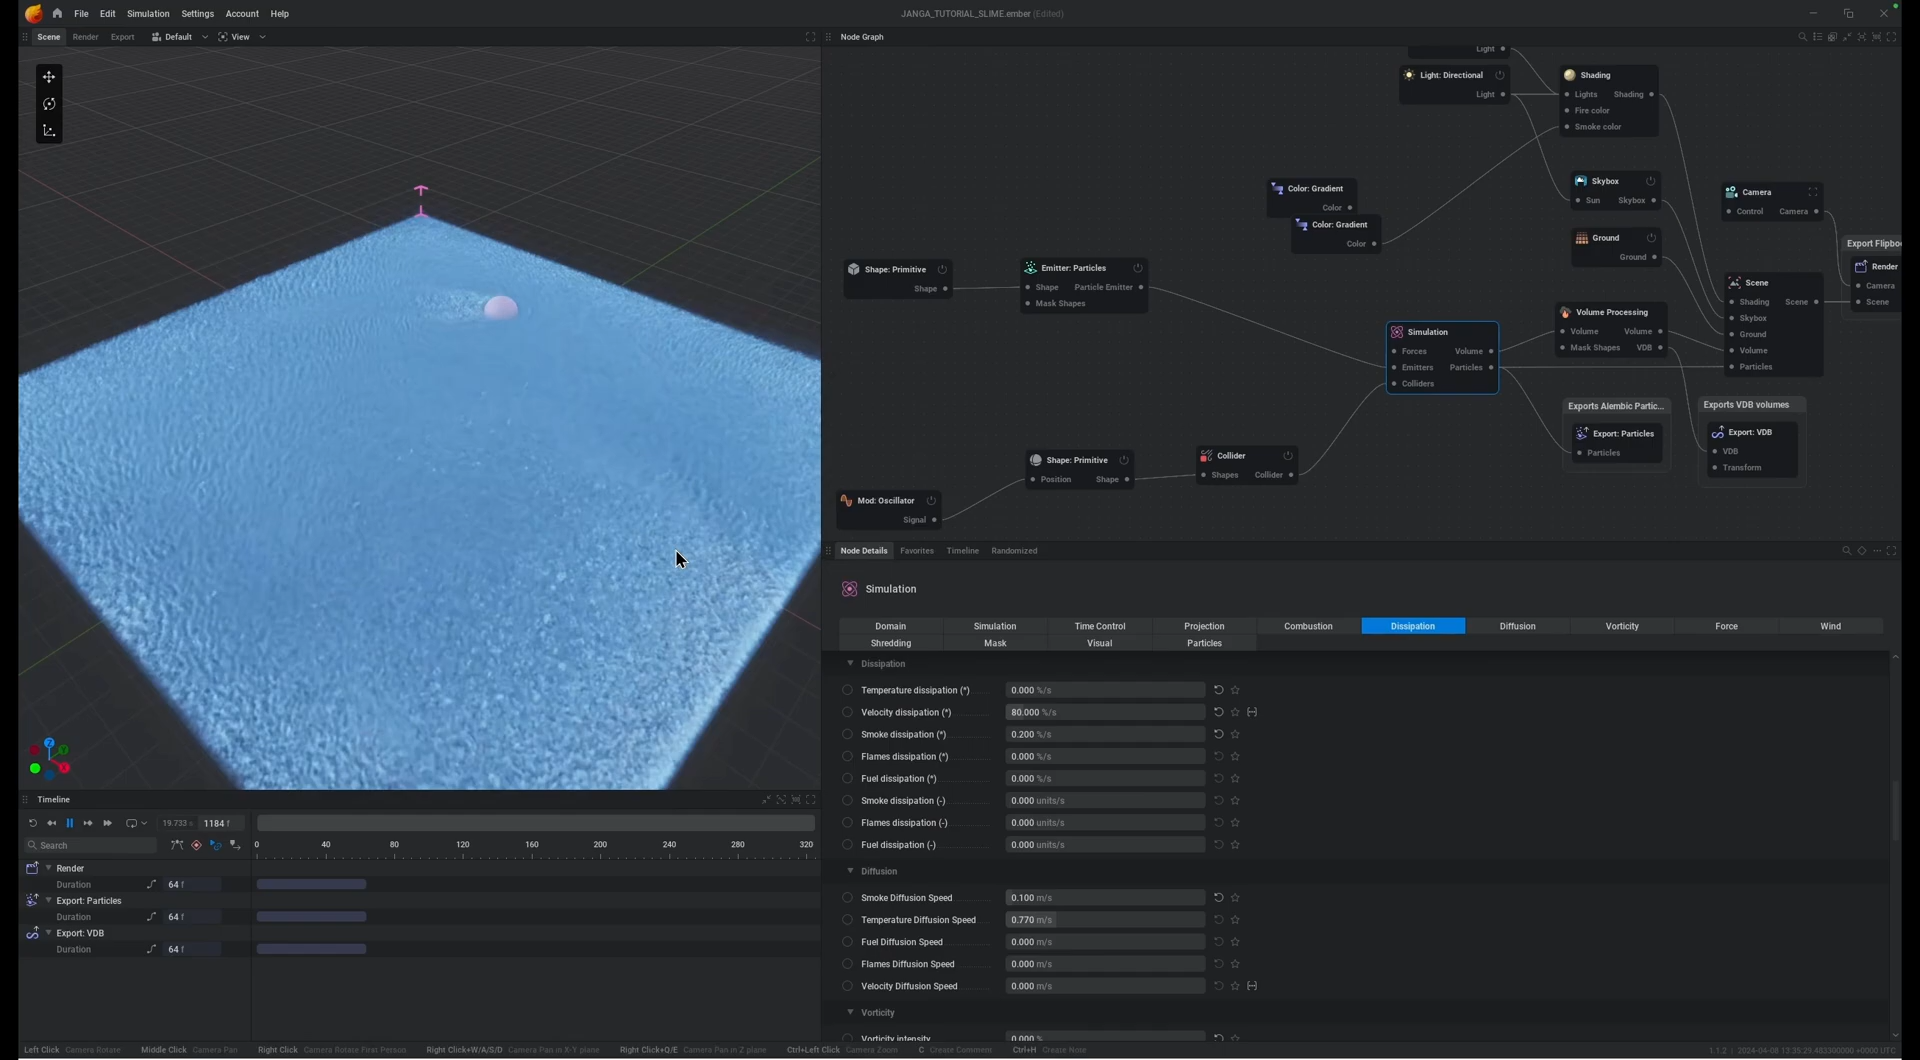 File Edit Simulation Settings Account Help
JANGA_TUTORIAL_SLIME.ember (Edited)
Scene Render Export Default View
Node Graph
Light
Light: Directional
Light
Shading
Lights Shading
Fire color
Smoke color
Color: Gradient
Color
Color: Gradient
Color
Skybox
Sun Skybox
Camera
Control Camera
Ground
Ground
Export Flipbo
Render
Camera
Scene
Shape: Primitive
Shape
Emitter: Particles
Shape Particle Emitter
Mask Shapes
Scene
Shading Scene
Skybox
Ground
Volume
Particles
Volume Processing
Volume Volume
Mask Shapes VDB
Simulation
Forces Volume
Emitters Particles
Colliders
Exports Alembic Partic...
Export: Particles
Particles
Exports VDB volumes
Export: VDB
VDB
Transform
Shape: Primitive
Position Shape
Collider
Shapes Collider
Mod: Oscillator
Signal
Node Details Favorites Timeline Randomized
Simulation
Domain Simulation Time Control Projection Combustion Dissipation Diffusion Vorticity Force Wind
Shredding Mask Visual Particles
Dissipation
Temperature dissipation (*) 0.000 %/s
Velocity dissipation (*) 80.000 %/s
Smoke dissipation (*) 0.200 %/s
Flames dissipation (*) 0.000 %/s
Fuel dissipation (*) 0.000 %/s
Smoke dissipation (-) 0.000 units/s
Flames dissipation (-) 0.000 units/s
Fuel dissipation (-) 0.000 units/s
Diffusion
Smoke Diffusion Speed 0.100 m/s
Temperature Diffusion Speed 0.770 m/s
Fuel Diffusion Speed 0.000 m/s
Flames Diffusion Speed 0.000 m/s
Velocity Diffusion Speed 0.000 m/s
Vorticity
Vorticity intensity 0.000 %
Z
Y
X
Timeline
19.733 s 1184 f
Search
0 40 80 120 160 200 240 280 320
Render
Duration 64 f
Export: Particles
Duration 64 f
Export: VDB
Duration 64 f
Left Click Camera Rotate Middle Click Camera Pan Right Click Camera Rotate First Person Right Click+W/A/S/D Camera Pan in X-Y plane Right Click+Q/E Camera Pan in Z plane Ctrl+Left Click Camera Zoom C Create Comment Ctrl+H Create Note